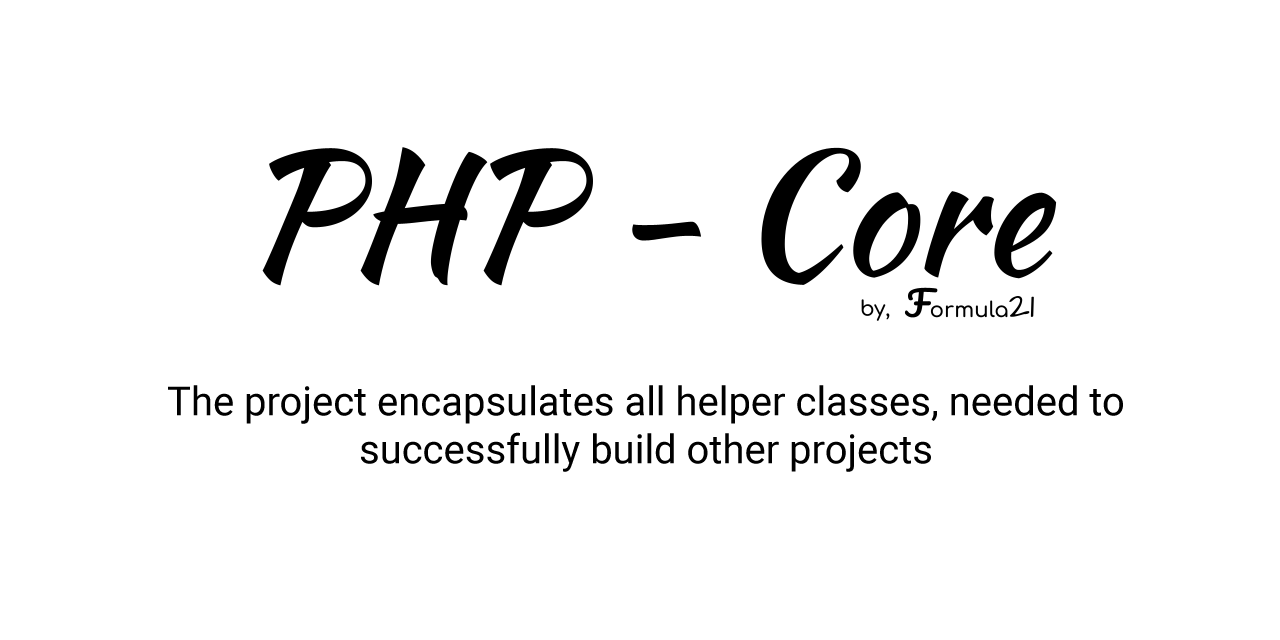 PHP - Core
by, Formula21
The project encapsulates all helper classes, needed to
successfully build other projects